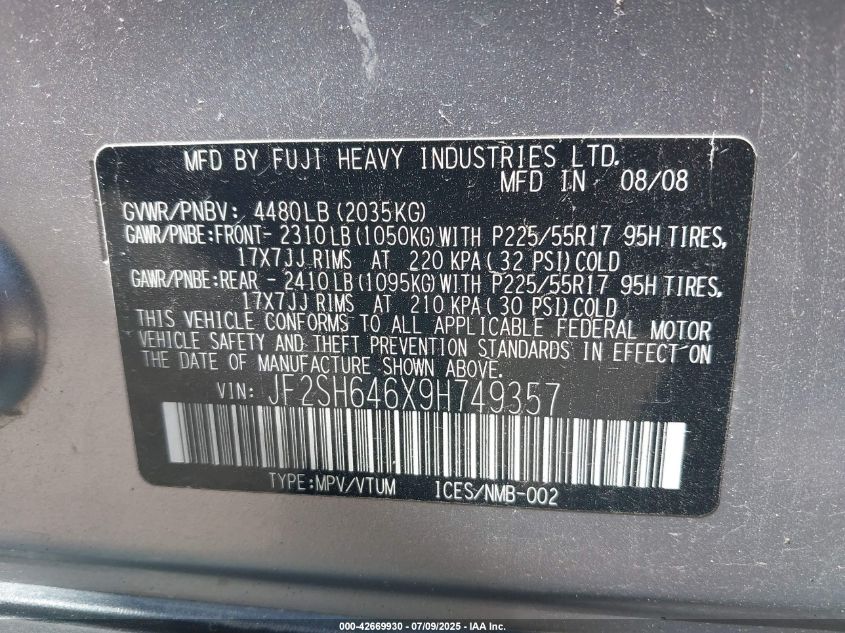 MFD BY FUJI HEAVY INDUSTRIES LTD.
MFD IN 08/08
GVWR/PNBV: 4480LB (2035KG)
GAWR/PNBE:FRONT- 2310LB (1050KG) WITH P225/55R17 95H TIRES,
17X7JJ RIMS AT 220 KPA (32 PSI) COLD
GAWR/PNBE:REAR - 2410LB (1095KG) WITH P225/55R17 95H TIRES,
17X7JJ RIMS AT 210 KPA (30 PSI) COLD
THIS VEHICLE CONFORMS TO ALL APPLICABLE FEDERAL MOTOR
VEHICLE SAFETY AND THEFT PREVENTION STANDARDS IN EFFECT ON
THE DATE OF MANUFACTURE SHOWN ABOVE.
VIN: JF2SH646X9H749357
TYPE:MPV/VTUM ICES/NMB-002
000-42669930 - 07/09/2025 - IAA Inc.